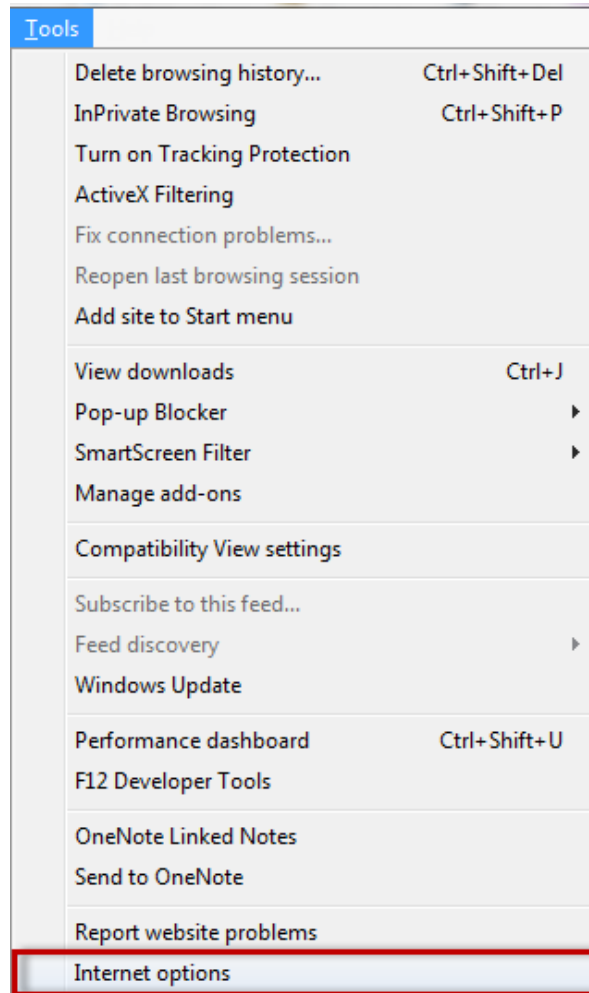 Tools
Delete browsing history... Ctrl+Shift+Del
InPrivate Browsing Ctrl+Shift+P
Turn on Tracking Protection
ActiveX Filtering
Fix connection problems...
Reopen last browsing session
Add site to Start menu
View downloads Ctrl+J
Pop-up Blocker
SmartScreen Filter
Manage add-ons
Compatibility View settings
Subscribe to this feed...
Feed discovery
Windows Update
Performance dashboard Ctrl+Shift+U
F12 Developer Tools
OneNote Linked Notes
Send to OneNote
Report website problems
Internet options